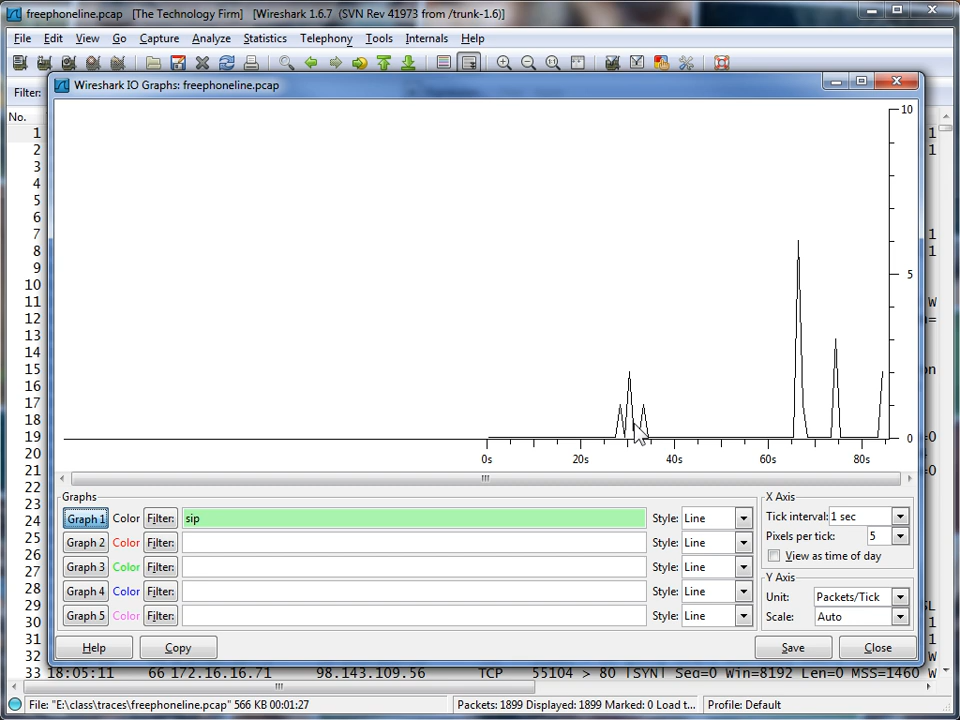 freephoneline.pcap [The Technology Firm] [Wireshark 1.6.7 (SVN Rev 41973 from /trunk-1.6)]
File Edit View Go Capture Analyze Statistics Telephony Tools Internals Help
Filter:
Wireshark IO Graphs: freephoneline.pcap
No.
1
2
3
4
5
6
7
8
9
10
11
12
13
14
15
16
17
18
19
20
21
22
23
24
25
26
27
28
29
30
31
32
33 18:05:11 66 172.16.16.71 98.143.109.56 TCP 55104 > 80 [SYN] Seq=0 Win=8192 Len=0 MSS=1460 W
10
5
0
0s 20s 40s 60s 80s
Graphs
Graph 1 Color Filter: sip Style: Line
Graph 2 Color Filter: Style: Line
Graph 3 Color Filter: Style: Line
Graph 4 Color Filter: Style: Line
Graph 5 Color Filter: Style: Line
X Axis
Tick interval: 1 sec
Pixels per tick: 5
View as time of day
Y Axis
Unit: Packets/Tick
Scale: Auto
Help Copy Save Close
File: "E:\class\traces\freephoneline.pcap" 566 KB 00:01:27 Packets: 1899 Displayed: 1899 Marked: 0 Load t... Profile: Default